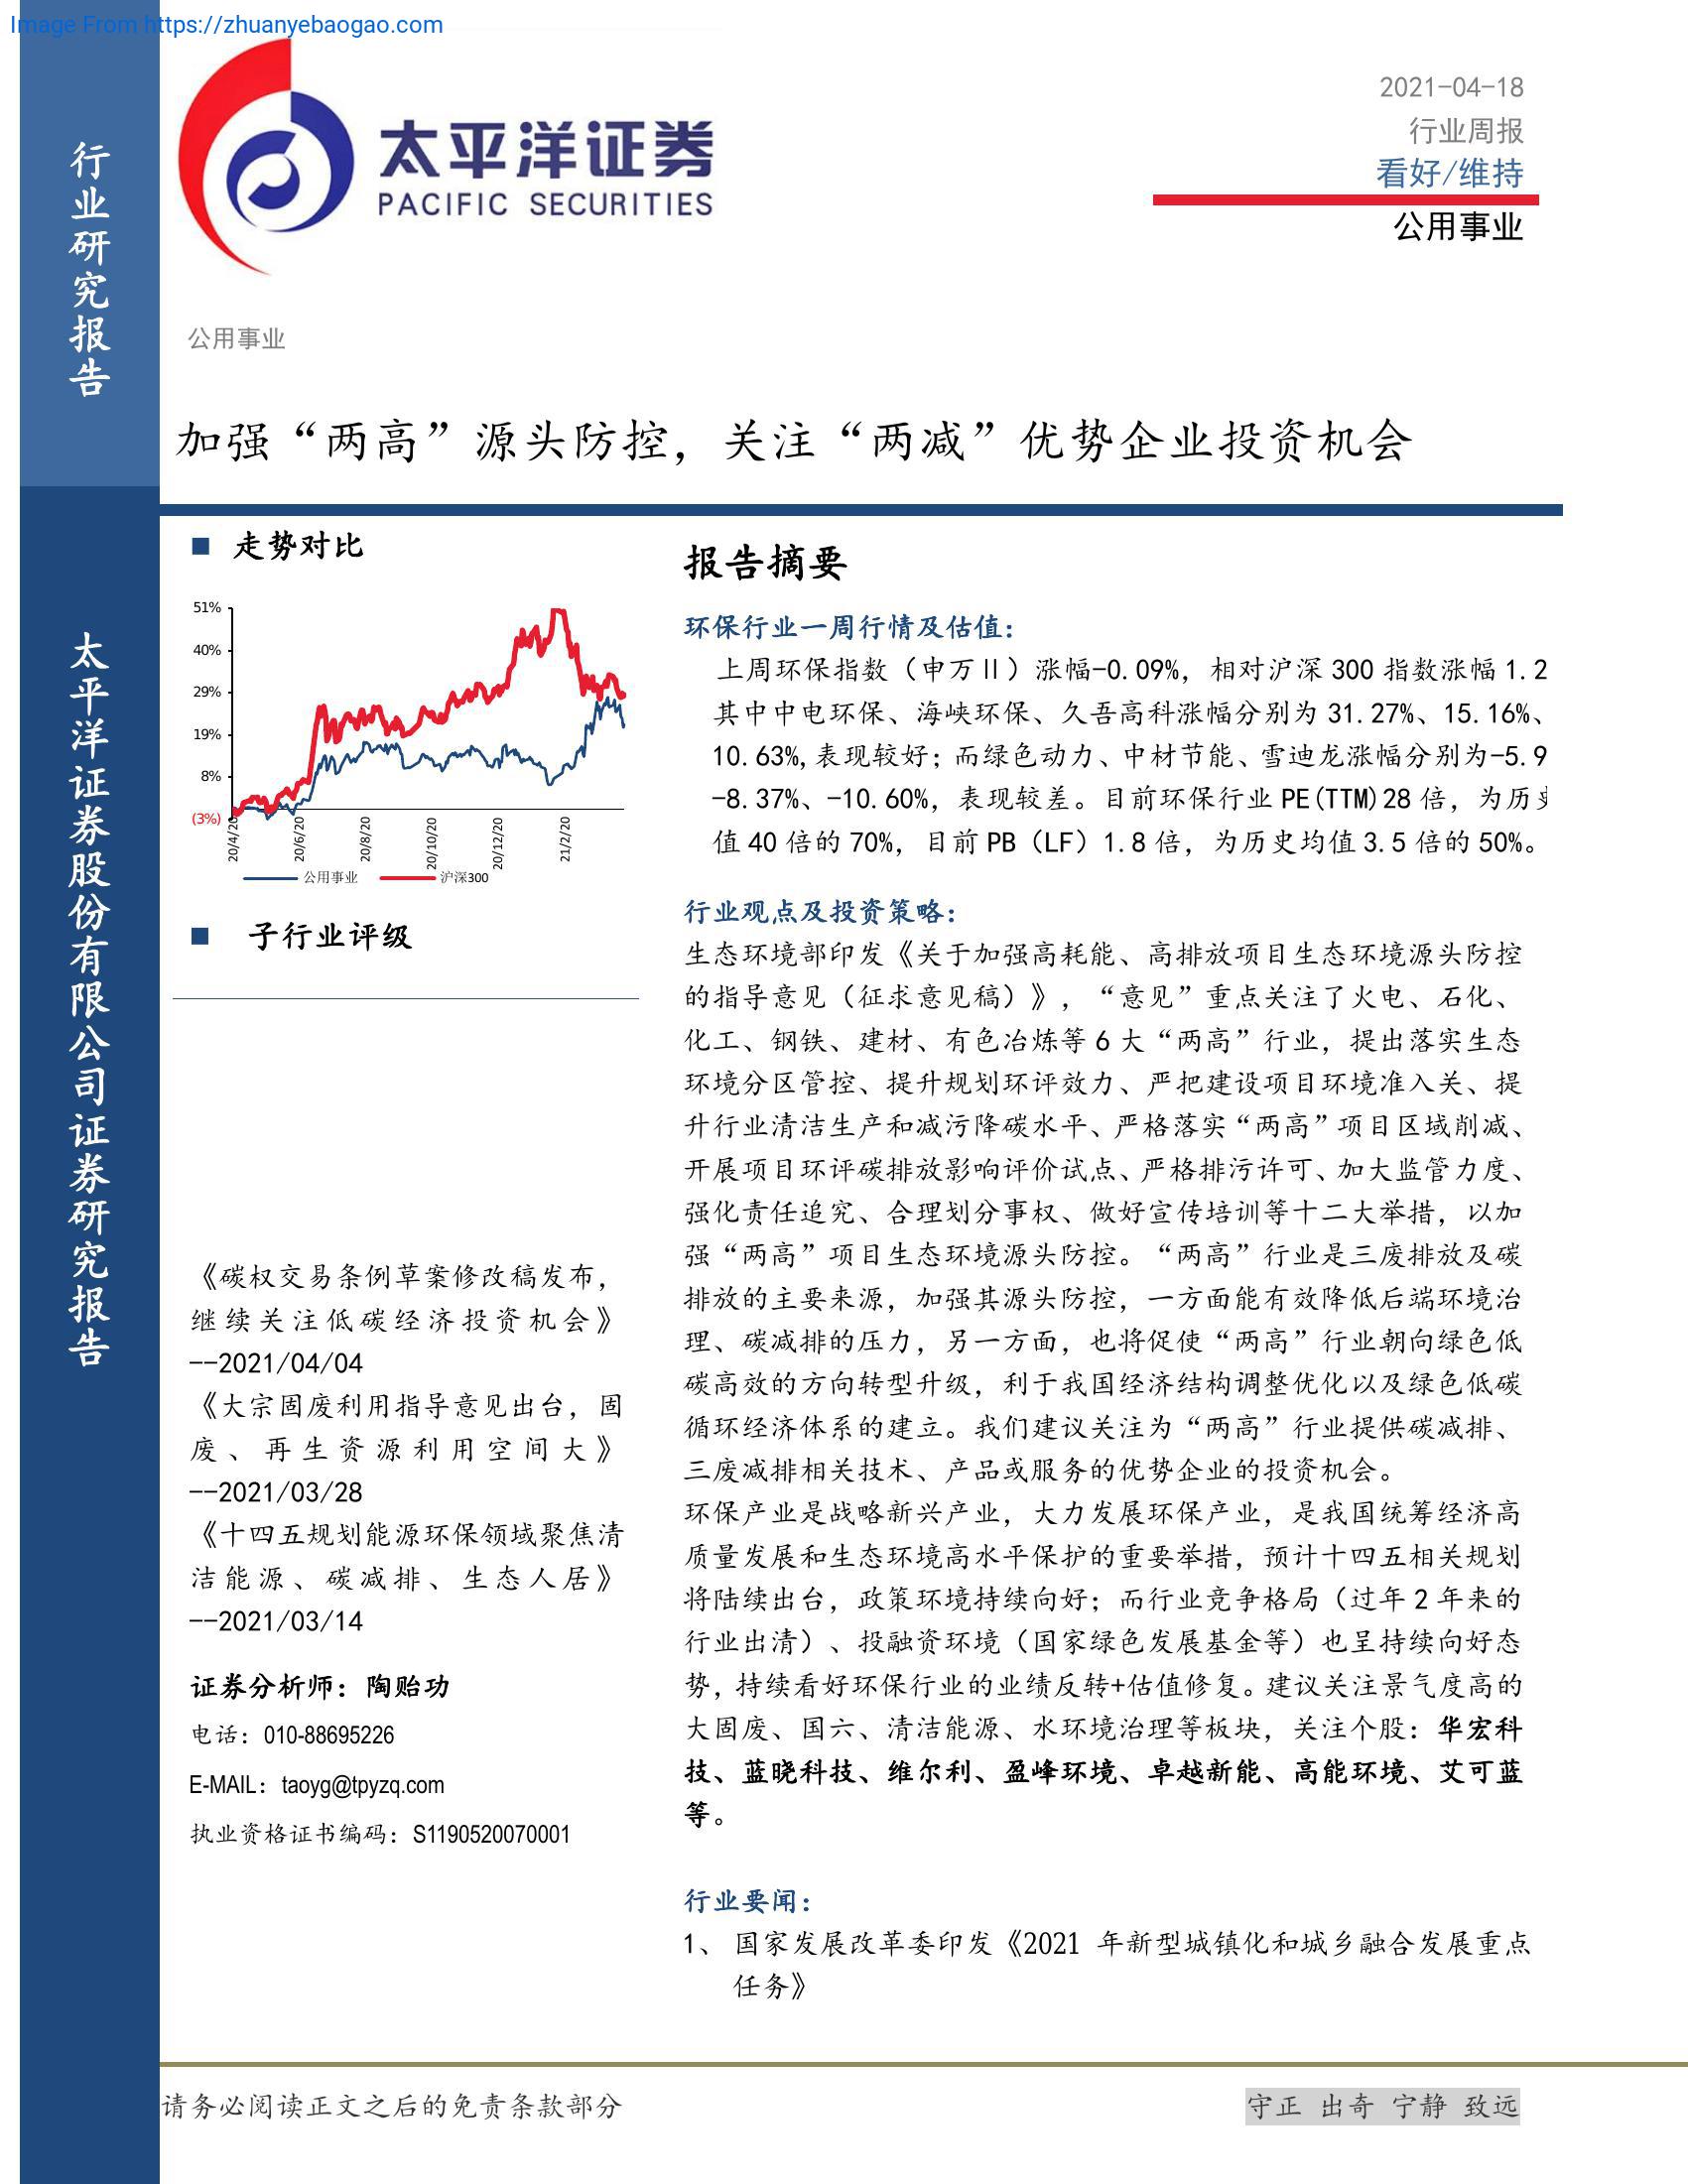 Image From https://zhuanyebaogao.com
行业研究报告
太平洋证券股份有限公司证券研究报告
太平洋证券
PACIFIC SECURITIES
2021-04-18
行业周报
看好/维持
公用事业
公用事业
加强“两高”源头防控，关注“两减”优势企业投资机会
■ 走势对比
51%
40%
29%
19%
8%
(3%)
20/4/20
20/6/20
20/8/20
20/10/20
20/12/20
21/2/20
公用事业 沪深300
■ 子行业评级
《碳权交易条例草案修改稿发布，
继续关注低碳经济投资机会》
--2021/04/04
《大宗固废利用指导意见出台，固
废、再生资源利用空间大》
--2021/03/28
《十四五规划能源环保领域聚焦清
洁能源、碳减排、生态人居》
--2021/03/14
证券分析师：陶贻功
电话：010-88695226
E-MAIL：taoyg@tpyzq.com
执业资格证书编码：S1190520070001
报告摘要
环保行业一周行情及估值：
上周环保指数（申万Ⅱ）涨幅-0.09%，相对沪深 300 指数涨幅 1.2
其中中电环保、海峡环保、久吾高科涨幅分别为 31.27%、15.16%、
10.63%,表现较好；而绿色动力、中材节能、雪迪龙涨幅分别为-5.9
-8.37%、-10.60%，表现较差。目前环保行业 PE(TTM)28 倍，为历
值 40 倍的 70%，目前 PB（LF）1.8 倍，为历史均值 3.5 倍的 50%。
行业观点及投资策略：
生态环境部印发《关于加强高耗能、高排放项目生态环境源头防控
的指导意见（征求意见稿）》，“意见”重点关注了火电、石化、
化工、钢铁、建材、有色冶炼等 6 大“两高”行业，提出落实生态
环境分区管控、提升规划环评效力、严把建设项目环境准入关、提
升行业清洁生产和减污降碳水平、严格落实“两高”项目区域削减、
开展项目环评碳排放影响评价试点、严格排污许可、加大监管力度、
强化责任追究、合理划分事权、做好宣传培训等十二大举措，以加
强“两高”项目生态环境源头防控。“两高”行业是三废排放及碳
排放的主要来源，加强其源头防控，一方面能有效降低后端环境治
理、碳减排的压力，另一方面，也将促使“两高”行业朝向绿色低
碳高效的方向转型升级，利于我国经济结构调整优化以及绿色低碳
循环经济体系的建立。我们建议关注为“两高”行业提供碳减排、
三废减排相关技术、产品或服务的优势企业的投资机会。
环保产业是战略新兴产业，大力发展环保产业，是我国统筹经济高
质量发展和生态环境高水平保护的重要举措，预计十四五相关规划
将陆续出台，政策环境持续向好；而行业竞争格局（过年 2 年来的
行业出清）、投融资环境（国家绿色发展基金等）也呈持续向好态
势，持续看好环保行业的业绩反转+估值修复。建议关注景气度高的
大固废、国六、清洁能源、水环境治理等板块，关注个股：华宏科
技、蓝晓科技、维尔利、盈峰环境、卓越新能、高能环境、艾可蓝
等。
行业要闻：
1、 国家发展改革委印发《2021 年新型城镇化和城乡融合发展重点
任务》
请务必阅读正文之后的免责条款部分
守正 出奇 宁静 致远